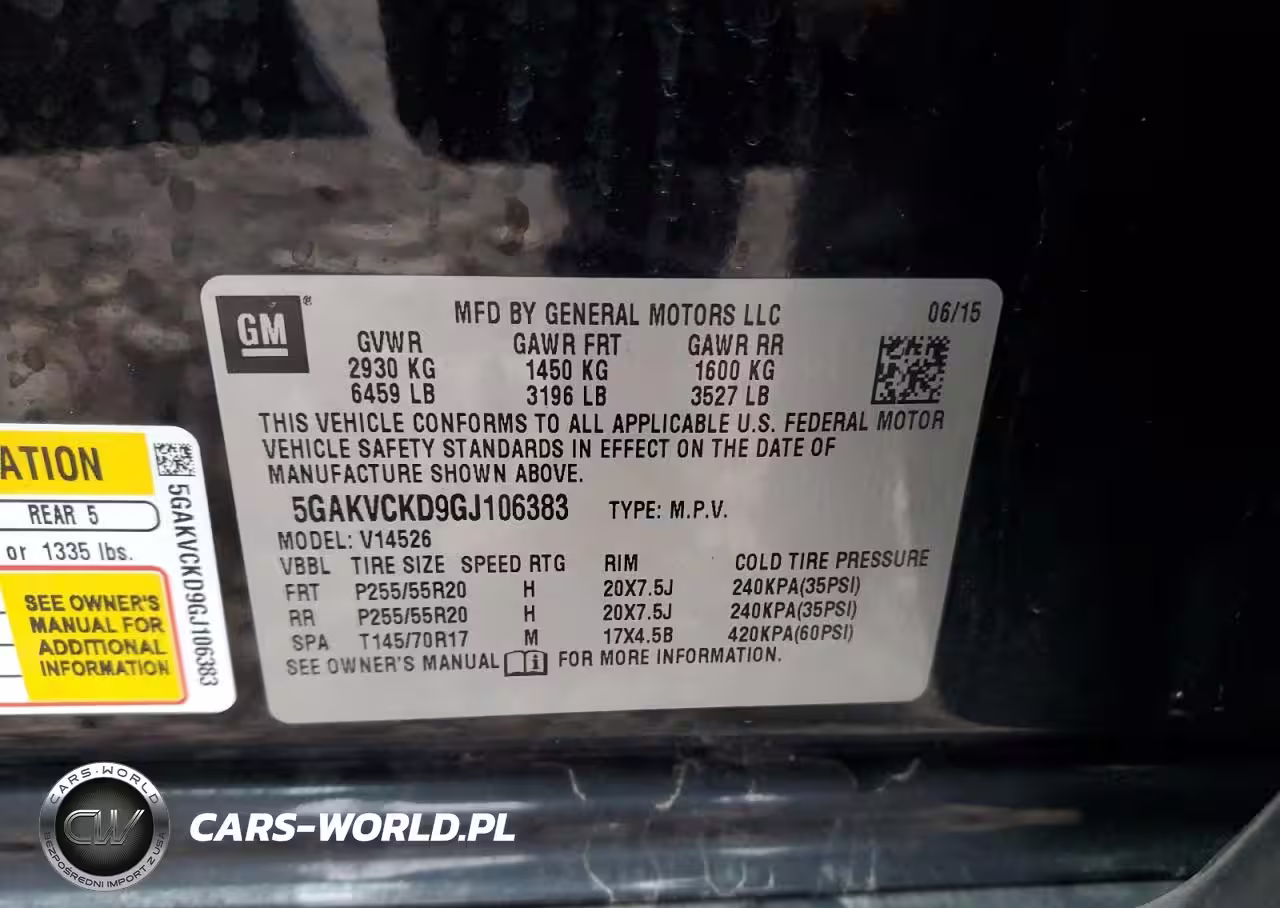 GM ®
MFD BY GENERAL MOTORS LLC 06/15
GVWR GAWR FRT GAWR RR
2930 KG 1450 KG 1600 KG
6459 LB 3196 LB 3527 LB
THIS VEHICLE CONFORMS TO ALL APPLICABLE U.S. FEDERAL MOTOR
VEHICLE SAFETY STANDARDS IN EFFECT ON THE DATE OF
MANUFACTURE SHOWN ABOVE.
5GAKVCKD9GJ106383 TYPE: M.P.V.
MODEL: V14526
VBBL TIRE SIZE SPEED RTG RIM COLD TIRE PRESSURE
FRT P255/55R20 H 20X7.5J 240KPA(35PSI)
RR P255/55R20 H 20X7.5J 240KPA(35PSI)
SPA T145/70R17 M 17X4.5B 420KPA(60PSI)
SEE OWNER'S MANUAL i FOR MORE INFORMATION.
ATION
REAR 5
or 1335 lbs.
SEE OWNER'S
MANUAL FOR
ADDITIONAL
INFORMATION
5GAKVCKD9GJ106383
CARS-WORLD
CW
BEZPOŚREDNI IMPORT Z USA
CARS-WORLD.PL